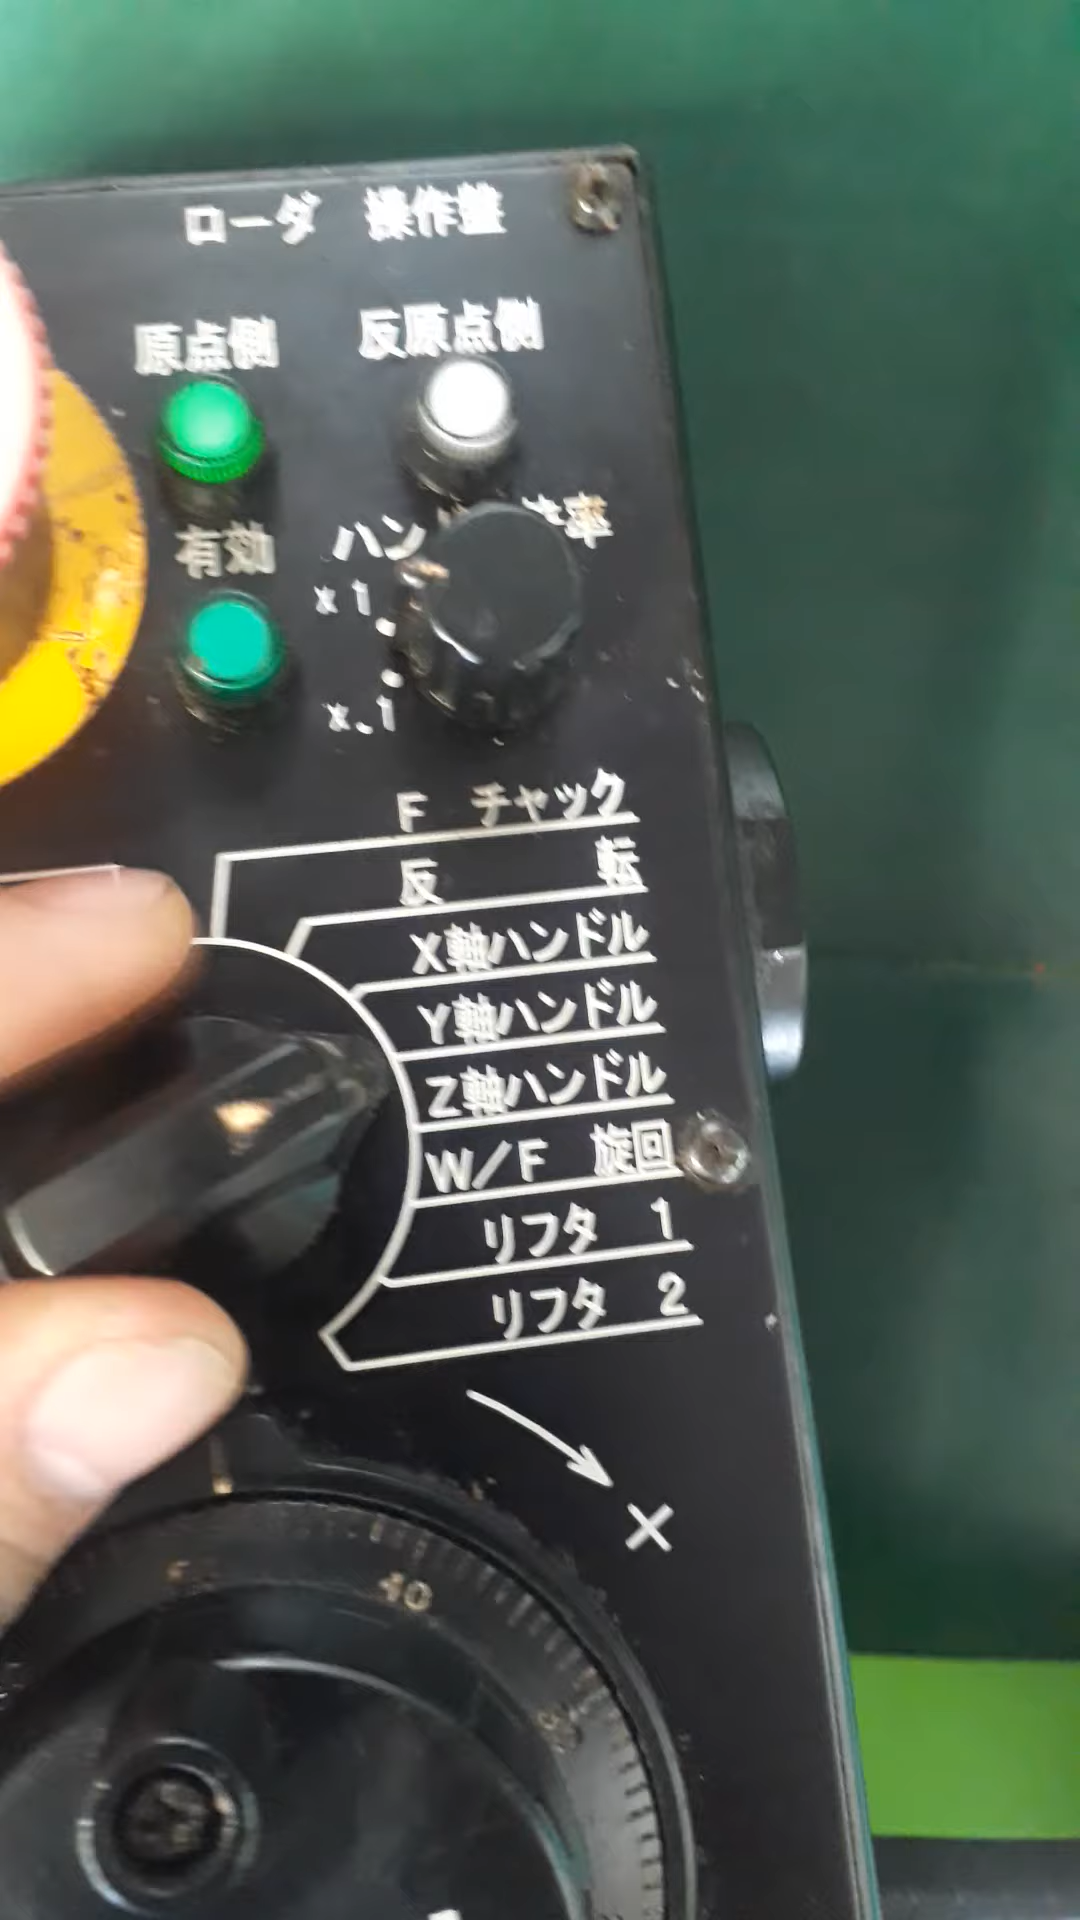 ローダ 操作盤
原点側 反原点側
有効 ハン 率
x 1
x.1
F チャック
反 転
X軸ハンドル
Y軸ハンドル
Z軸ハンドル
W/F 旋回
リフタ 1
リフタ 2
40